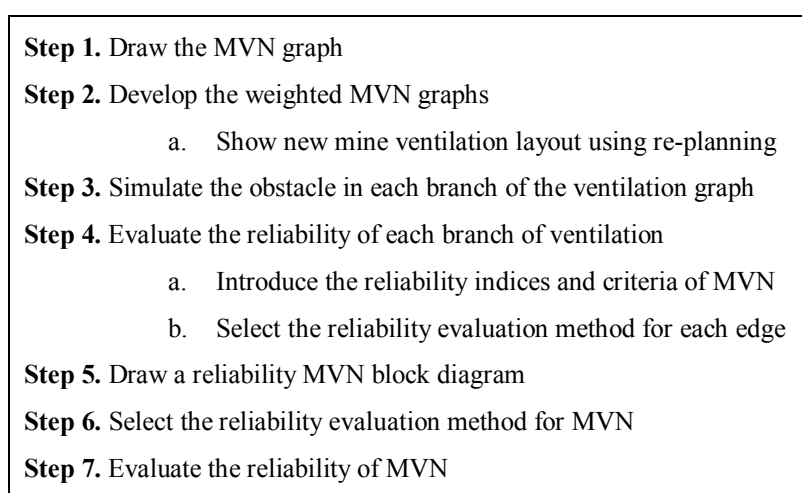 Step 1. Draw the MVN graph
Step 2. Develop the weighted MVN graphs
a. Show new mine ventilation layout using re-planning
Step 3. Simulate the obstacle in each branch of the ventilation graph
Step 4. Evaluate the reliability of each branch of ventilation
a. Introduce the reliability indices and criteria of MVN
b. Select the reliability evaluation method for each edge
Step 5. Draw a reliability MVN block diagram
Step 6. Select the reliability evaluation method for MVN
Step 7. Evaluate the reliability of MVN